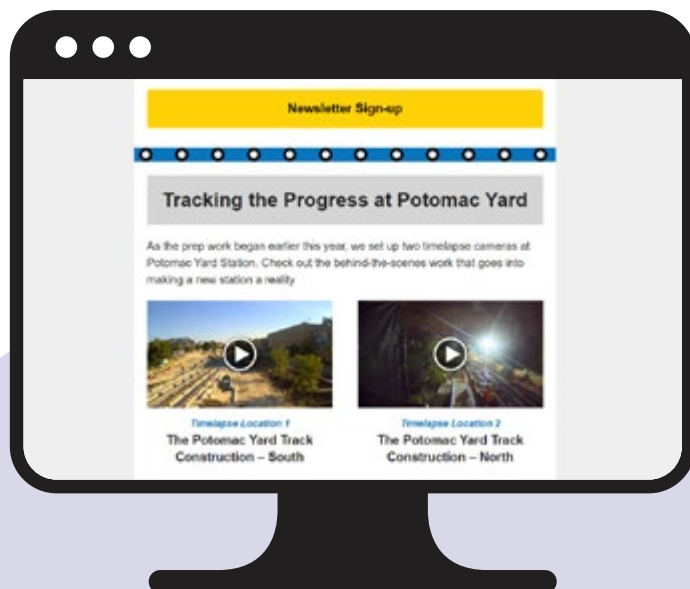 Newsletter Sign-up
Tracking the Progress at Potomac Yard
As the prep work began earlier this year, we set up two timelapse cameras at
Potomac Yard Station. Check out the behind-the-scenes work that goes into
making a new station a reality
Timelapse Location 1
The Potomac Yard Track
Construction – South
Timelapse Location 2
The Potomac Yard Track
Construction – North